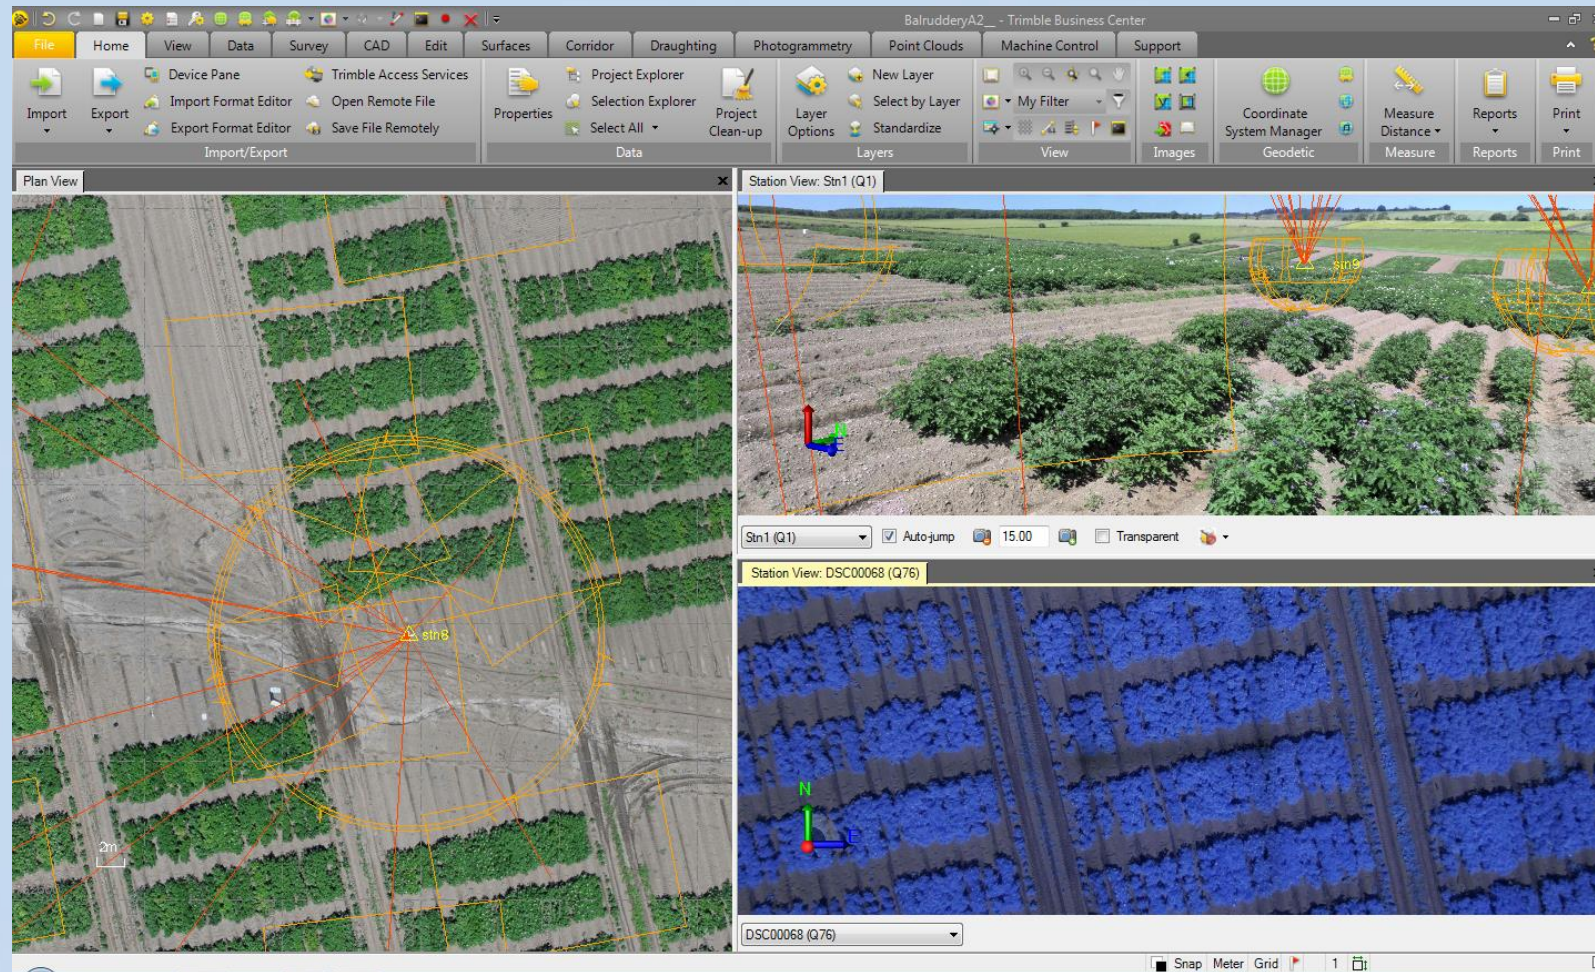 BalrudderyA2__ - Trimble Business Center
File Home View Data Survey CAD Edit Surfaces Corridor Draughting Photogrammetry Point Clouds Machine Control Support
Import
Export
Device Pane
Import Format Editor
Export Format Editor
Trimble Access Services
Open Remote File
Save File Remotely
Import/Export
Properties
Project Explorer
Selection Explorer
Select All
Project
Clean-up
Data
Layer
Options
New Layer
Select by Layer
Standardize
Layers
My Filter
View
Images
Coordinate
System Manager
Geodetic
Measure
Distance
Measure
Reports
Reports
Print
Print
Plan View
stn8
2m
Station View: Stn1 (Q1)
stn9
N
E
Stn1 (Q1) Auto-jump 15.00 Transparent
Station View: DSC00068 (Q76)
N
E
DSC00068 (Q76)
Snap Meter Grid 1